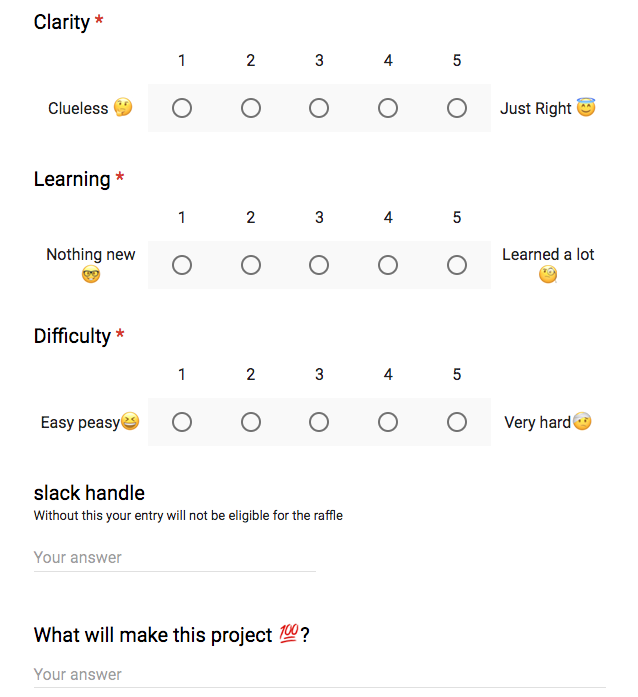 Clarity *
1 2 3 4 5
Clueless 🤔 Just Right 😇
Learning *
1 2 3 4 5
Nothing new 🤓 Learned a lot 🧐
Difficulty *
1 2 3 4 5
Easy peasy😆 Very hard🤕
slack handle
Without this your entry will not be eligible for the raffle
Your answer
What will make this project 💯?
Your answer